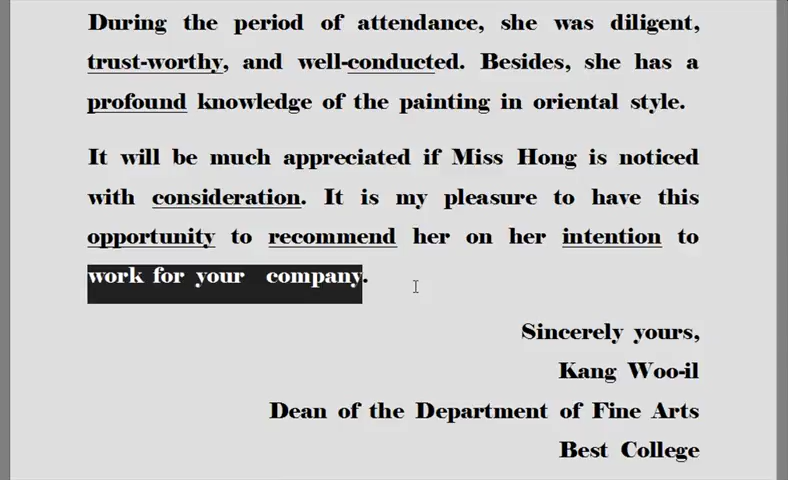 During the period of attendance, she was diligent,
trust-worthy, and well-conducted. Besides, she has a
profound knowledge of the painting in oriental style.
It will be much appreciated if Miss Hong is noticed
with consideration. It is my pleasure to have this
opportunity to recommend her on her intention to
work for your company.
Sincerely yours,
Kang Woo-il
Dean of the Department of Fine Arts
Best College